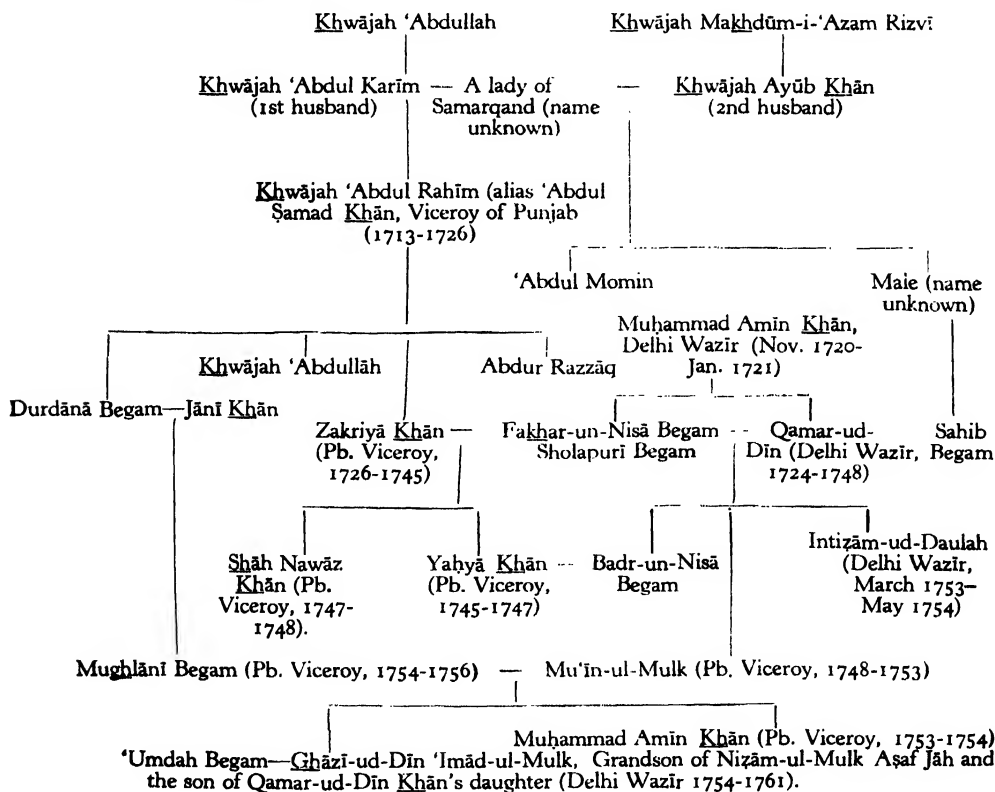 Khwājah ‘Abdullah Khwājah Makhdūm-i-‘Azam Rizvī
Khwājah ‘Abdul Karīm — A lady of — Khwājah Ayūb Khān
(1st husband) Samarqand (name (2nd husband)
unknown)
Khwājah ‘Abdul Rahīm (alias ‘Abdul
Ṣamad Khān, Viceroy of Punjab
(1713-1726)
‘Abdul Momin Maie (name
unknown)
Muḥammad Amīn Khān,
Delhi Wazīr (Nov. 1720-
Jan. 1721)
Khwājah ‘Abdullāh Abdur Razzāq
Durdānā Begam—Jānī Khān
Zakriyā Khān — Fakhar-un-Nisā Begam -- Qamar-ud- Sahib
(Pb. Viceroy, Sholapurī Begam Dīn (Delhi Wazīr, Begam
1726-1745) 1724-1748)
Shāh Nawāz Yaḥyā Khān -- Badr-un-Nisā Intiẓām-ud-Daulah
Khān (Pb. (Pb. Viceroy, Begam (Delhi Wazīr,
Viceroy, 1747- 1745-1747) March 1753–
1748). May 1754)
Mughlānī Begam (Pb. Viceroy, 1754-1756) — Mu‘īn-ul-Mulk (Pb. Viceroy, 1748-1753)
Muḥammad Amīn Khān (Pb. Viceroy, 1753-1754)
‘Umdah Begam—Ghāzī-ud-Dīn ‘Imād-ul-Mulk, Grandson of Niẓām-ul-Mulk Aṣaf Jāh and
the son of Qamar-ud-Dīn Khān’s daughter (Delhi Wazīr 1754-1761).